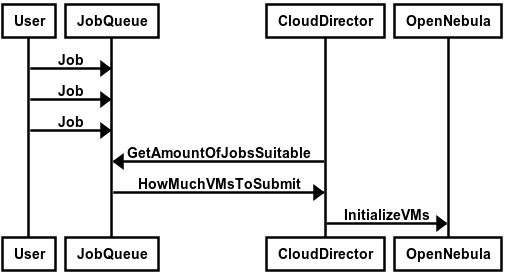 User JobQueue CloudDirector OpenNebula
Job
Job
Job
GetAmountOfJobsSuitable
HowMuchVMsToSubmit
InitializeVMs
User JobQueue CloudDirector OpenNebula